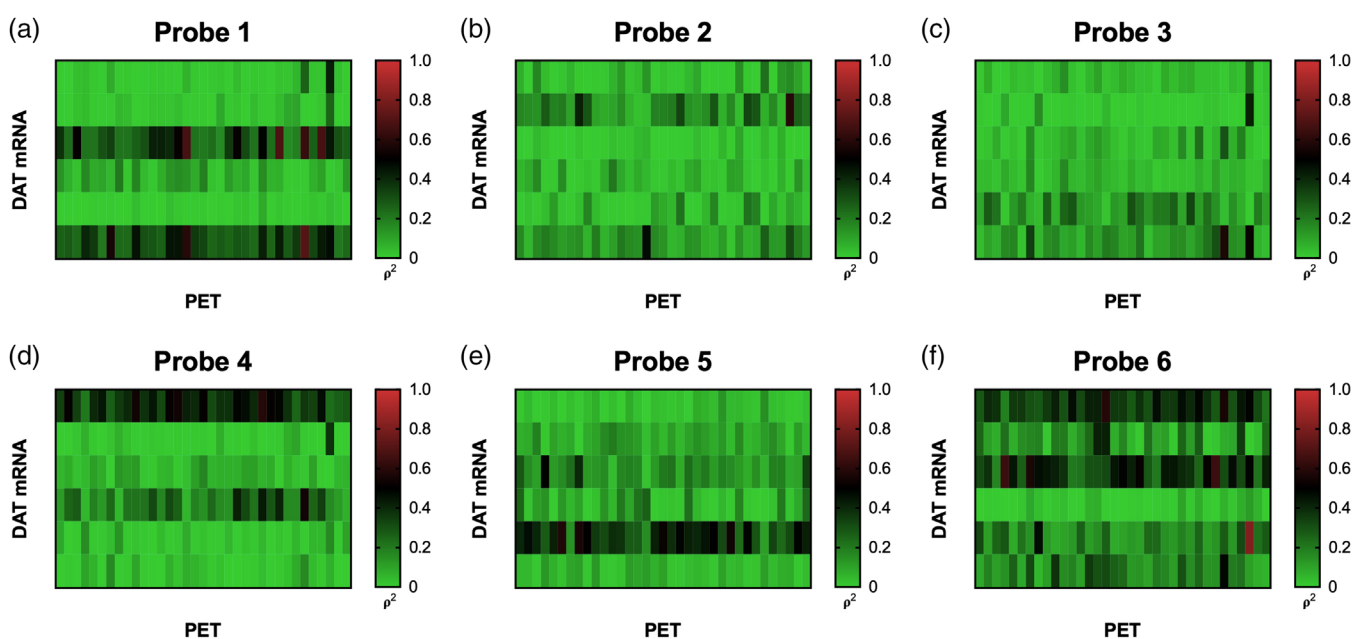 (a) Probe 1
DAT mRNA
1.0
0.8
0.6
0.4
0.2
0
ρ²
PET
(b) Probe 2
DAT mRNA
1.0
0.8
0.6
0.4
0.2
0
ρ²
PET
(c) Probe 3
DAT mRNA
1.0
0.8
0.6
0.4
0.2
0
ρ²
PET
(d) Probe 4
DAT mRNA
1.0
0.8
0.6
0.4
0.2
0
ρ²
PET
(e) Probe 5
DAT mRNA
1.0
0.8
0.6
0.4
0.2
0
ρ²
PET
(f) Probe 6
DAT mRNA
1.0
0.8
0.6
0.4
0.2
0
ρ²
PET